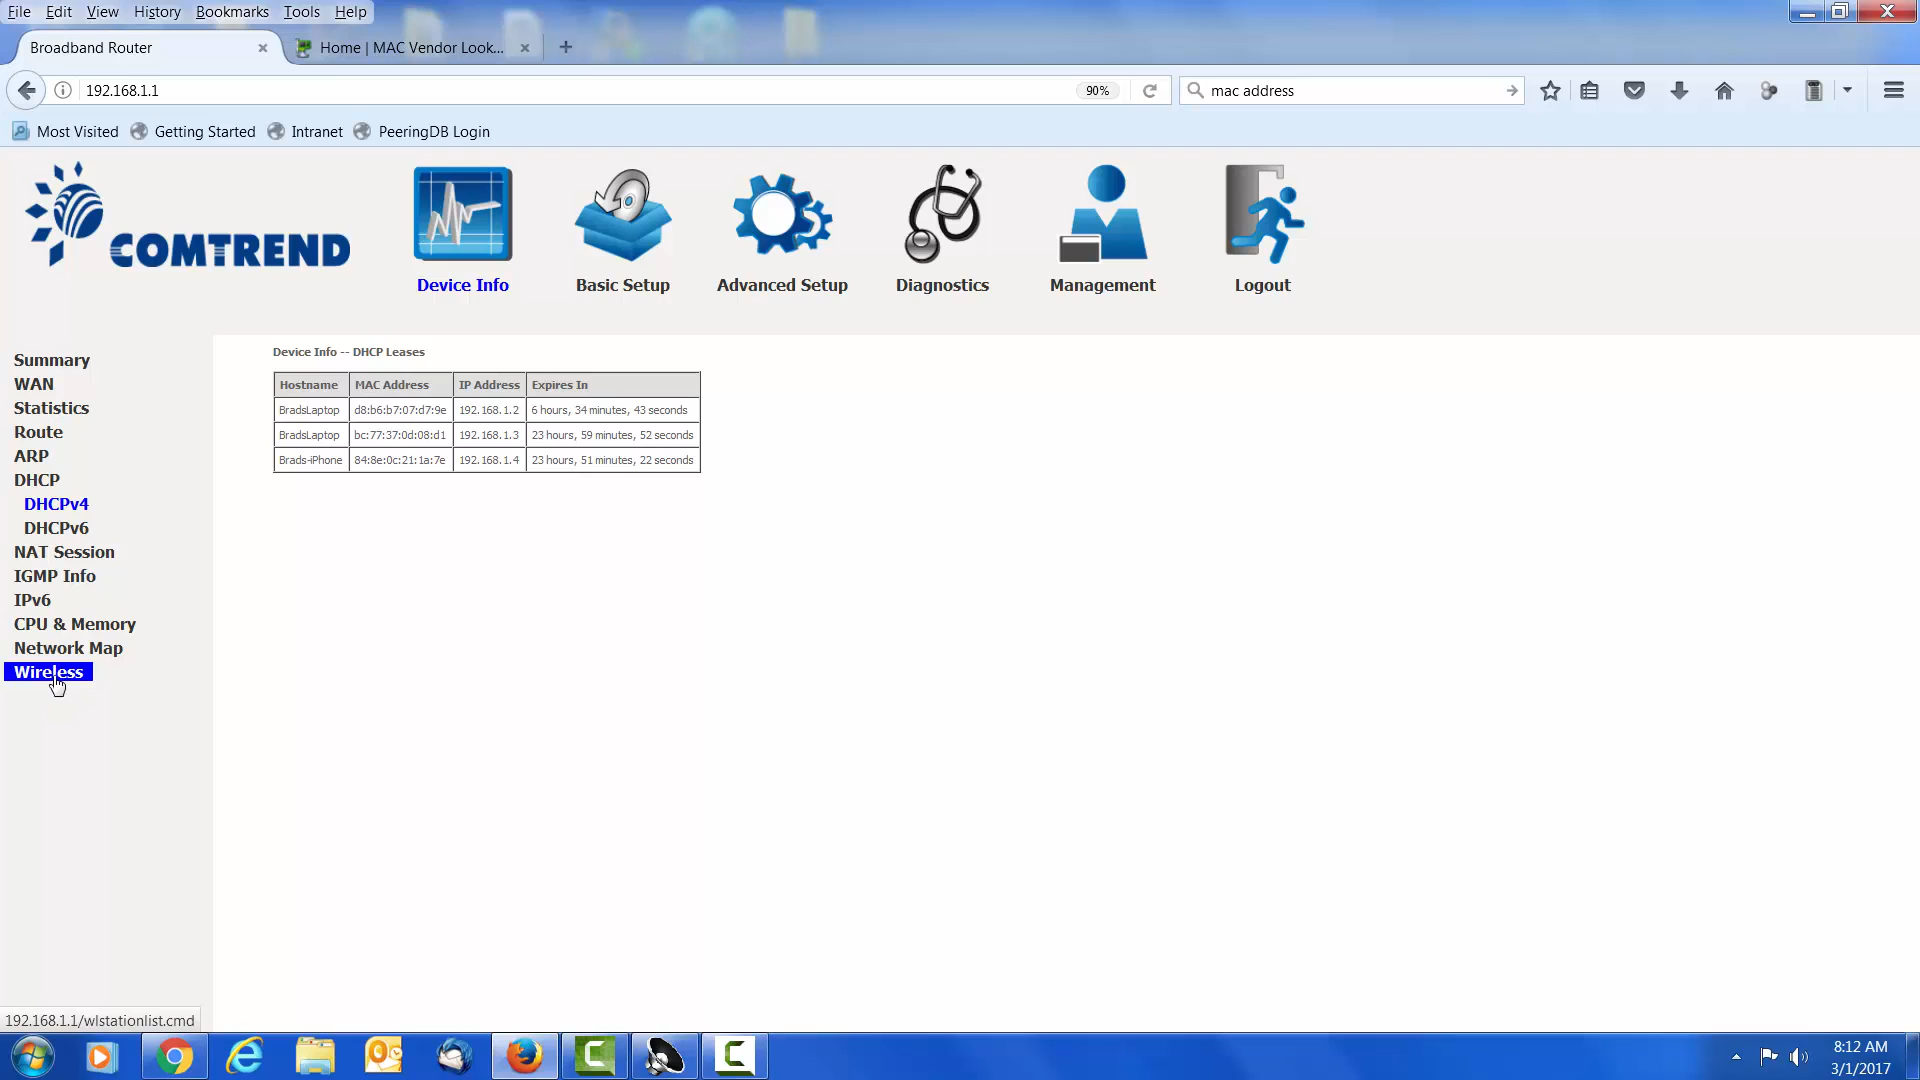 File Edit View History Bookmarks Tools Help
Broadband Router
Home | MAC Vendor Look...
192.168.1.1
90%
mac address
Most Visited Getting Started Intranet PeeringDB Login
COMTREND
Device Info Basic Setup Advanced Setup Diagnostics Management Logout
Summary
WAN
Statistics
Route
ARP
DHCP
DHCPv4
DHCPv6
NAT Session
IGMP Info
IPv6
CPU & Memory
Network Map
Wireless
Device Info -- DHCP Leases
Hostname MAC Address IP Address Expires In
BradsLaptop d8:b6:b7:07:d7:9e 192.168.1.2 6 hours, 34 minutes, 43 seconds
BradsLaptop bc:77:37:0d:08:d1 192.168.1.3 23 hours, 59 minutes, 52 seconds
Brads-iPhone 84:8e:0c:21:1a:7e 192.168.1.4 23 hours, 51 minutes, 22 seconds
192.168.1.1/wlstationlist.cmd
8:12 AM
3/1/2017